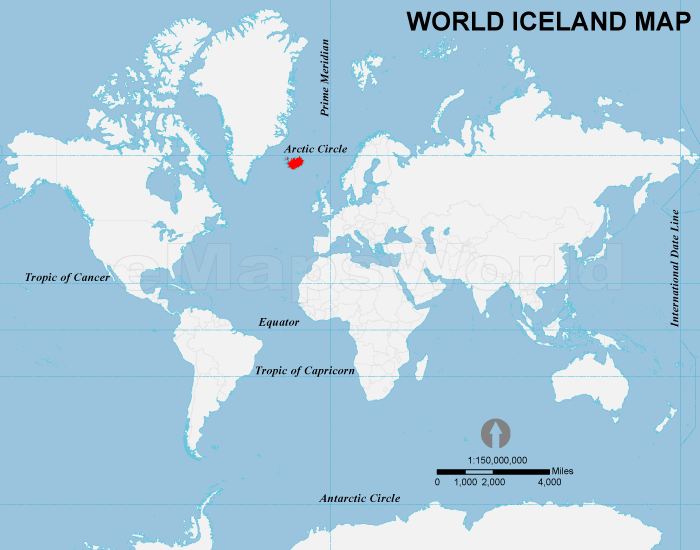 WORLD ICELAND MAP
Prime Meridian
Arctic Circle
International Date Line
eMapsWorld
Tropic of Cancer
Equator
Tropic of Capricorn
1:150,000,000
Miles
0 1,000 2,000 4,000
Antarctic Circle